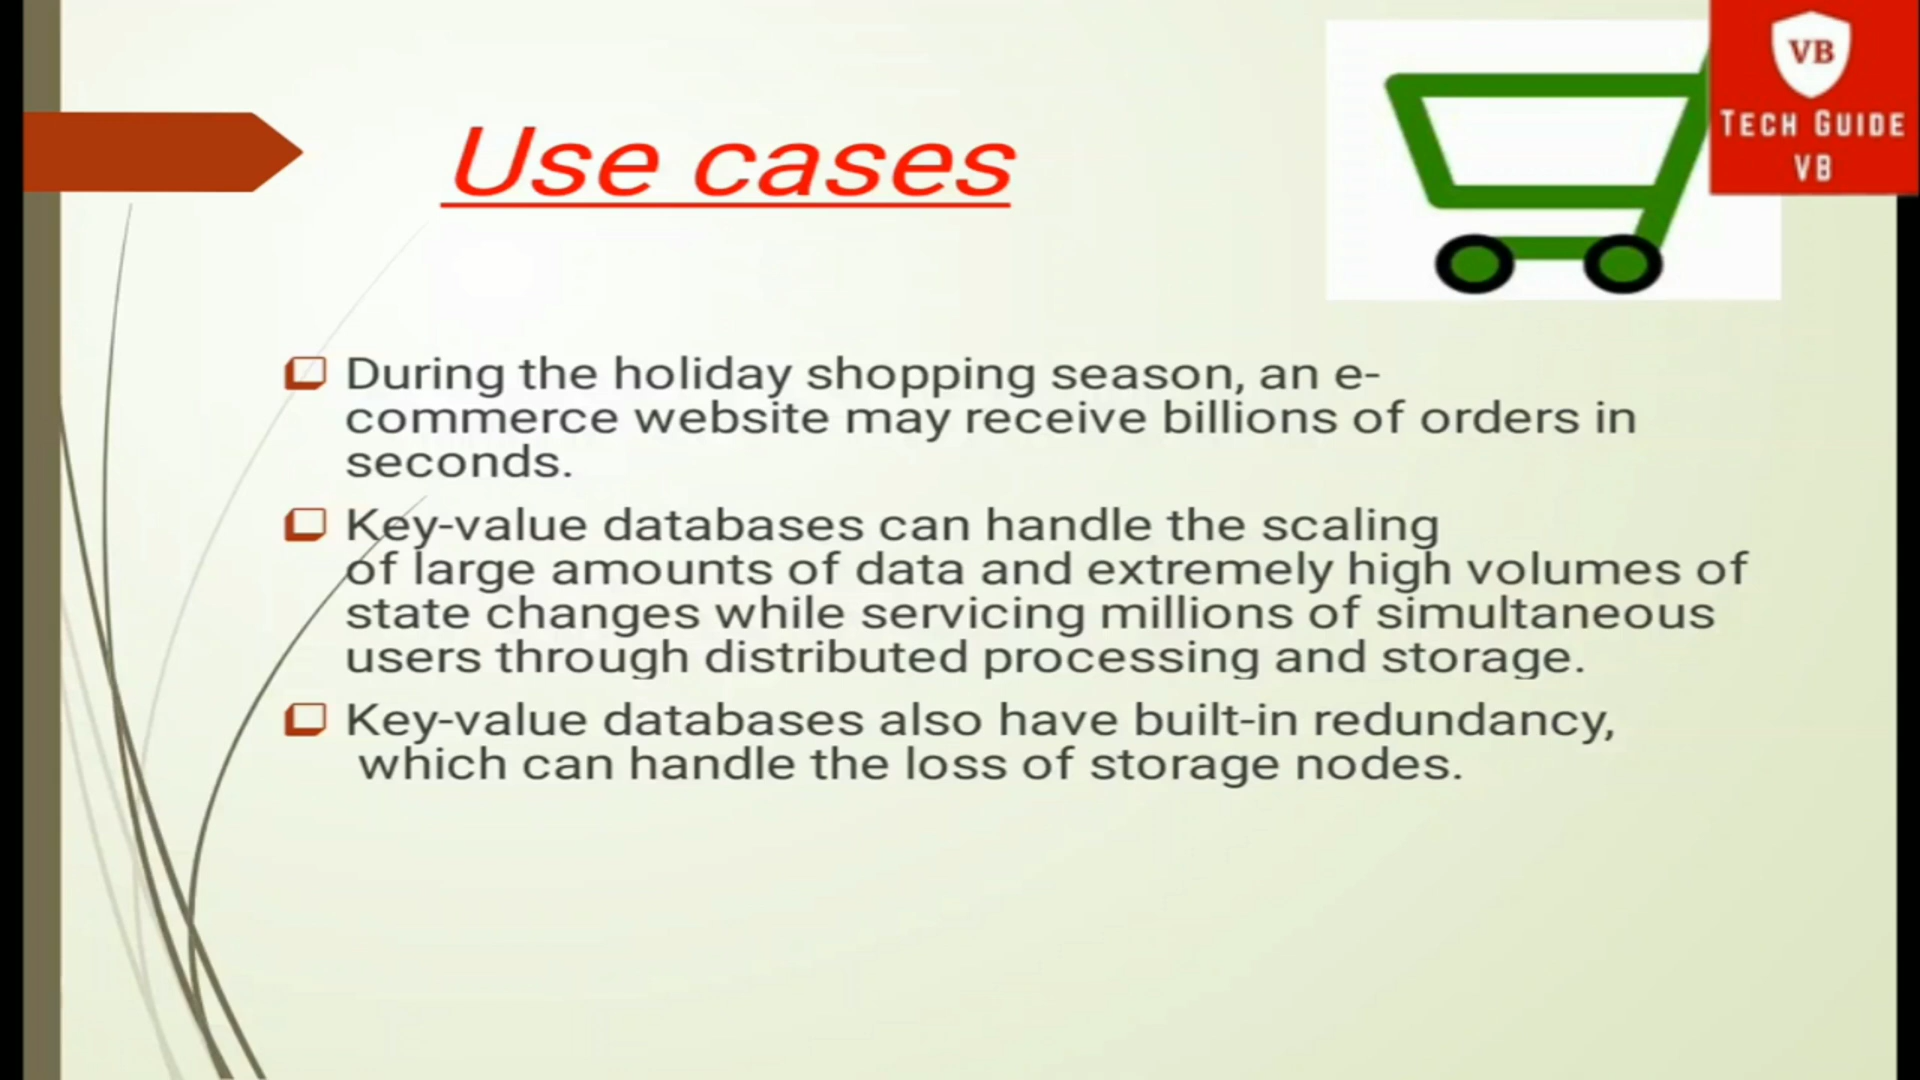 VB
TECH GUIDE
VB
Use cases
During the holiday shopping season, an e-
commerce website may receive billions of orders in
seconds.
Key-value databases can handle the scaling
of large amounts of data and extremely high volumes of
state changes while servicing millions of simultaneous
users through distributed processing and storage.
Key-value databases also have built-in redundancy,
which can handle the loss of storage nodes.